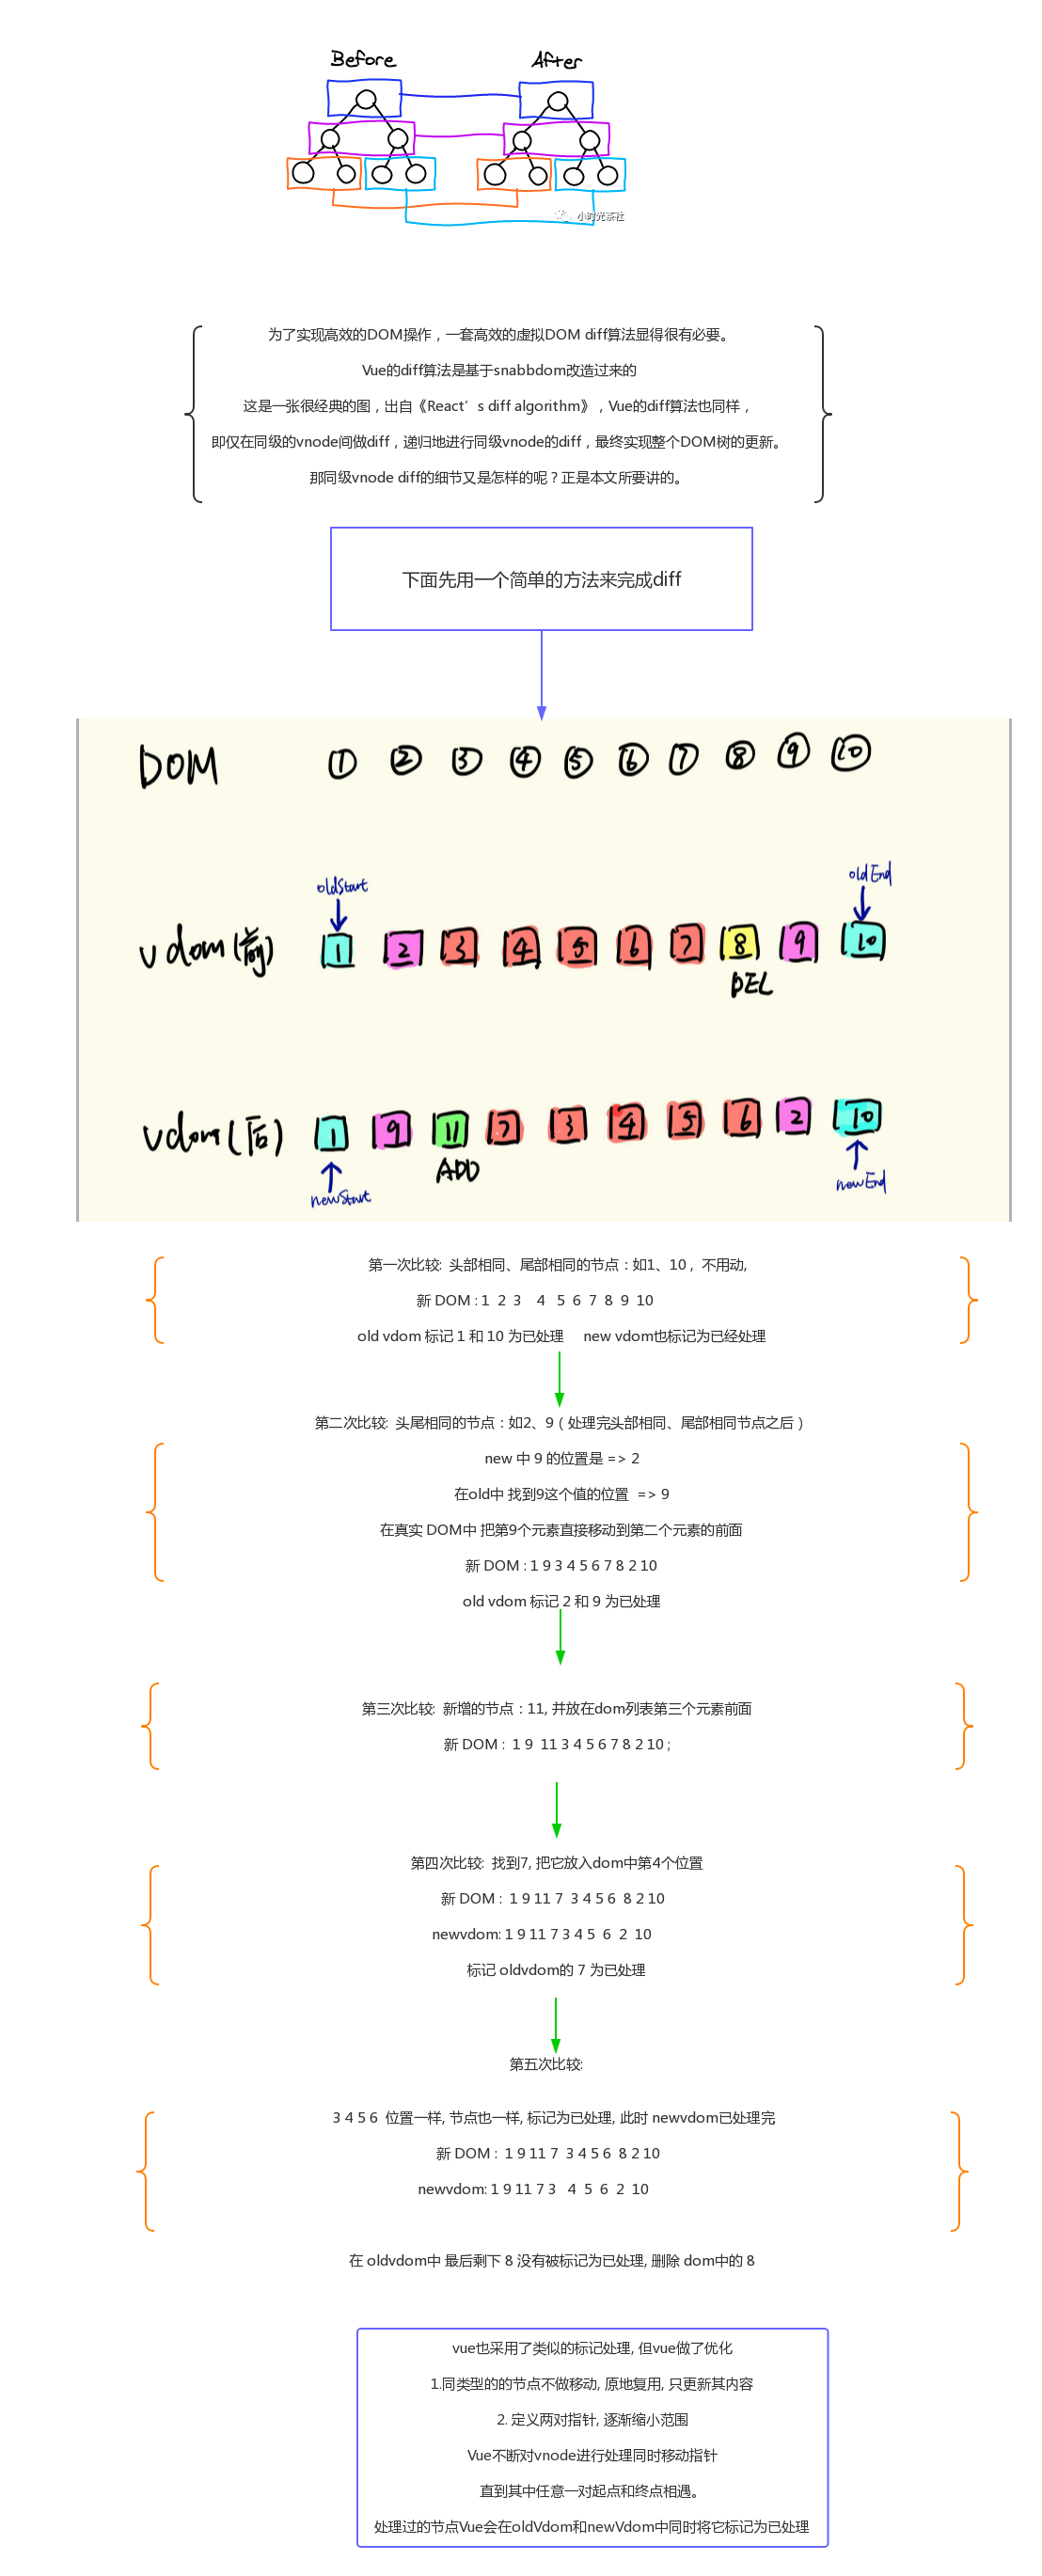 Before After
小时光茶社
为了实现高效的DOM操作，一套高效的虚拟DOM diff算法显得很有必要。
Vue的diff算法是基于snabbdom改造过来的
这是一张很经典的图，出自《React’s diff algorithm》，Vue的diff算法也同样，
即仅在同级的vnode间做diff，递归地进行同级vnode的diff，最终实现整个DOM树的更新。
那同级vnode diff的细节又是怎样的呢？正是本文所要讲的。
下面先用一个简单的方法来完成diff
DOM ① ② ③ ④ ⑤ ⑥ ⑦ ⑧ ⑨ ⑩
oldStart oldEnd
vdom(前) 1 2 3 4 5 6 7 8 9 10
DEL
vdom(后) 1 9 11 7 3 4 5 6 2 10
ADD
newStart newEnd
第一次比较: 头部相同、尾部相同的节点：如1、10 , 不用动,
新 DOM : 1 2 3 4 5 6 7 8 9 10
old vdom 标记 1 和 10 为已处理 new vdom也标记为已经处理
第二次比较: 头尾相同的节点：如2、9（处理完头部相同、尾部相同节点之后）
new 中 9 的位置是 => 2
在old中 找到9这个值的位置 => 9
在真实 DOM中 把第9个元素直接移动到第二个元素的前面
新 DOM : 1 9 3 4 5 6 7 8 2 10
old vdom 标记 2 和 9 为已处理
第三次比较: 新增的节点：11, 并放在dom列表第三个元素前面
新 DOM : 1 9 11 3 4 5 6 7 8 2 10 ;
第四次比较: 找到7, 把它放入dom中第4个位置
新 DOM : 1 9 11 7 3 4 5 6 8 2 10
newvdom: 1 9 11 7 3 4 5 6 2 10
标记 oldvdom的 7 为已处理
第五次比较:
3 4 5 6 位置一样, 节点也一样, 标记为已处理, 此时 newvdom已处理完
新 DOM : 1 9 11 7 3 4 5 6 8 2 10
newvdom: 1 9 11 7 3 4 5 6 2 10
在 oldvdom中 最后剩下 8 没有被标记为已处理, 删除 dom中的 8
vue也采用了类似的标记处理, 但vue做了优化
1.同类型的的节点不做移动, 原地复用, 只更新其内容
2. 定义两对指针, 逐渐缩小范围
Vue不断对vnode进行处理同时移动指针
直到其中任意一对起点和终点相遇。
处理过的节点Vue会在oldVdom和newVdom中同时将它标记为已处理